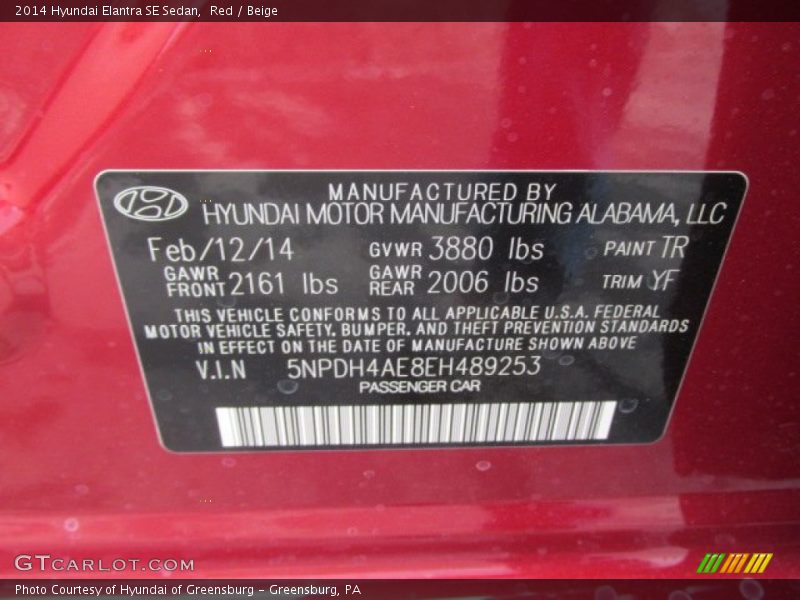 2014 Hyundai Elantra SE Sedan, Red / Beige
MANUFACTURED BY
HYUNDAI MOTOR MANUFACTURING ALABAMA, LLC
Feb/12/14 GVWR 3880 lbs PAINT TR
GAWR FRONT 2161 lbs GAWR REAR 2006 lbs TRIM YF
THIS VEHICLE CONFORMS TO ALL APPLICABLE U.S.A. FEDERAL
MOTOR VEHICLE SAFETY, BUMPER, AND THEFT PREVENTION STANDARDS
IN EFFECT ON THE DATE OF MANUFACTURE SHOWN ABOVE
V.I.N 5NPDH4AE8EH489253
PASSENGER CAR
GTCARLOT.COM
Photo Courtesy of Hyundai of Greensburg - Greensburg, PA